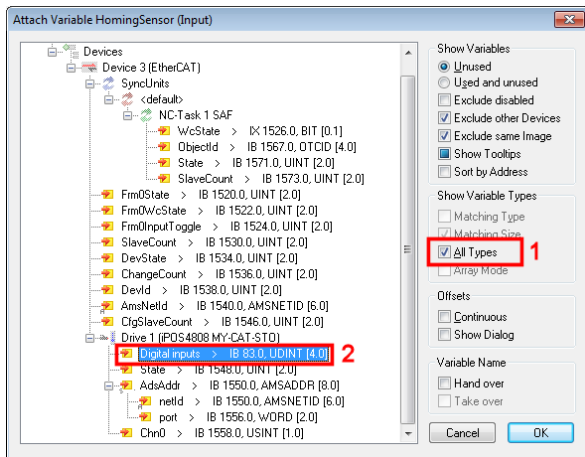 Attach Variable HomingSensor (Input)
Devices
Device 3 (EtherCAT)
SyncUnits
<default>
NC-Task 1 SAF
WcState > IX 1526.0, BIT [0.1]
ObjectId > IB 1567.0, OTCID [4.0]
State > IB 1571.0, UINT [2.0]
SlaveCount > IB 1573.0, UINT [2.0]
Frm0State > IB 1520.0, UINT [2.0]
Frm0WcState > IB 1522.0, UINT [2.0]
Frm0InputToggle > IB 1524.0, UINT [2.0]
SlaveCount > IB 1530.0, UINT [2.0]
DevState > IB 1534.0, UINT [2.0]
ChangeCount > IB 1536.0, UINT [2.0]
DevId > IB 1538.0, UINT [2.0]
AmsNetId > IB 1540.0, AMSNETID [6.0]
CfgSlaveCount > IB 1546.0, UINT [2.0]
Drive 1 (iPOS4808 MY-CAT-STO)
Digital inputs > IB 83.0, UDINT [4.0]
2
State > IB 1548.0, UINT [2.0]
AdsAddr > IB 1550.0, AMSADDR [8.0]
netId > IB 1550.0, AMSNETID [6.0]
port > IB 1556.0, WORD [2.0]
Chn0 > IB 1558.0, USINT [1.0]
Show Variables
Unused
Used and unused
Exclude disabled
Exclude other Devices
Exclude same Image
Show Tooltips
Sort by Address
Show Variable Types
Matching Type
Matching Size
All Types
1
Array Mode
Offsets
Continuous
Show Dialog
Variable Name
Hand over
Take over
Cancel
OK